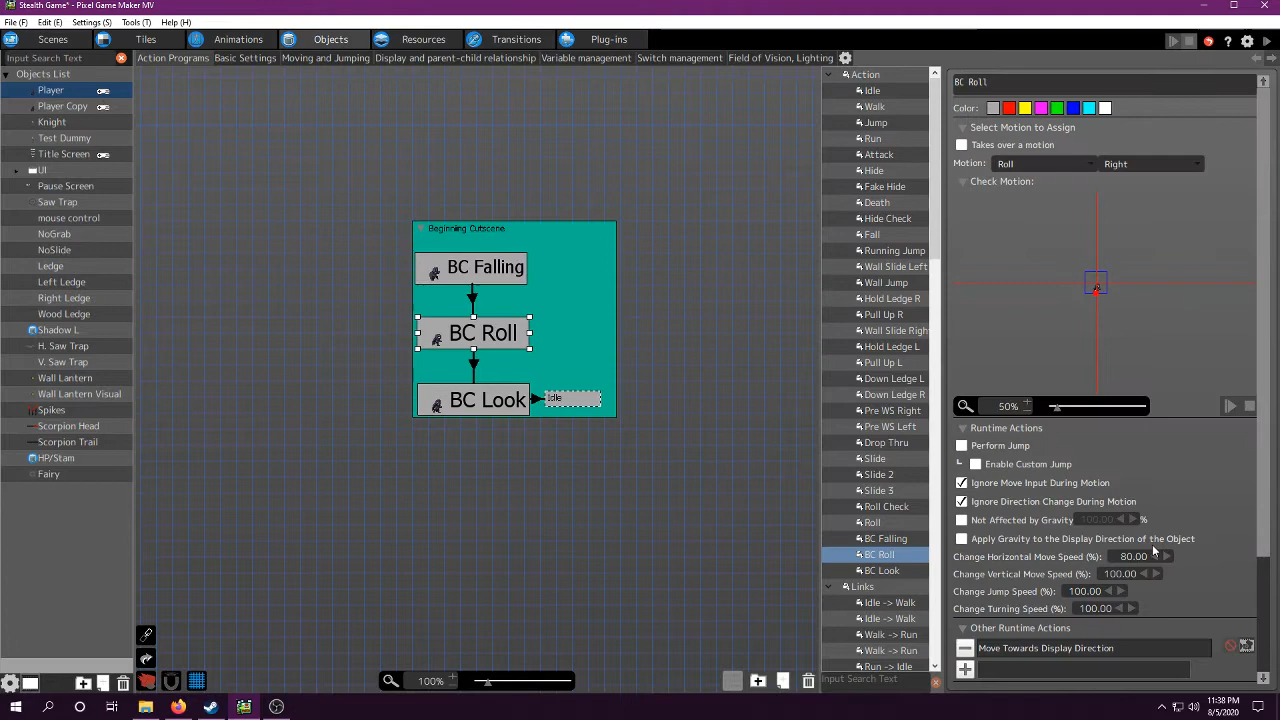 Stealth Game* - Pixel Game Maker MV
File (F) Edit (E) Settings (S) Tools (T) Help (H)
Scenes Tiles Animations Objects Resources Transitions Plug-ins
Input Search Text
Action Programs Basic Settings Moving and Jumping Display and parent-child relationship Variable management Switch management Field of Vision, Lighting
Objects List
Player
Player Copy
Knight
Test Dummy
Title Screen
UI
Pause Screen
Saw Trap
mouse control
NoGrab
NoSlide
Ledge
Left Ledge
Right Ledge
Wood Ledge
Shadow L
H. Saw Trap
V. Saw Trap
Wall Lantern
Wall Lantern Visual
Spikes
Scorpion Head
Scorpion Trail
HP/Stam
Fairy
Beginning Cutscene
BC Falling
BC Roll
BC Look
Idle
100%
Action
Idle
Walk
Jump
Run
Attack
Hide
Fake Hide
Death
Hide Check
Fall
Running Jump
Wall Slide Left
Wall Jump
Hold Ledge R
Pull Up R
Wall Slide Righ
Hold Ledge L
Pull Up L
Down Ledge L
Down Ledge R
Pre WS Right
Pre WS Left
Drop Thru
Slide
Slide 2
Slide 3
Roll Check
Roll
BC Falling
BC Roll
BC Look
Links
Idle -> Walk
Idle -> Walk
Walk -> Run
Walk -> Run
Run -> Idle
Input Search Text
BC Roll
Color:
Select Motion to Assign
Takes over a motion
Motion: Roll Right
Check Motion:
50%
Runtime Actions
Perform Jump
Enable Custom Jump
Ignore Move Input During Motion
Ignore Direction Change During Motion
Not Affected by Gravity 100.00 %
Apply Gravity to the Display Direction of the Object
Change Horizontal Move Speed (%): 80.00
Change Vertical Move Speed (%): 100.00
Change Jump Speed (%): 100.00
Change Turning Speed (%): 100.00
Other Runtime Actions
Move Towards Display Direction
11:38 PM
8/5/2020